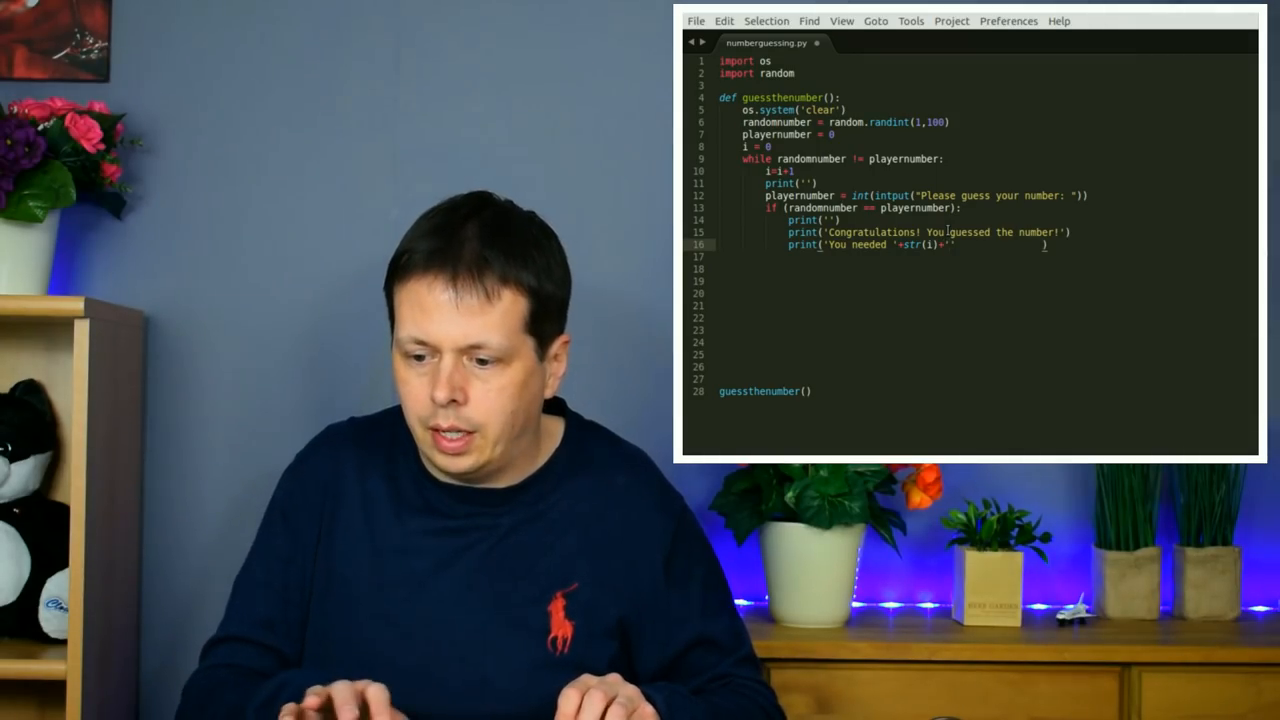 File Edit Selection Find View Goto Tools Project Preferences Help
numberguessing.py
1 import os
2 import random
3
4 def guessthenumber():
5 os.system('clear')
6 randomnumber = random.randint(1,100)
7 playernumber = 0
8 i = 0
9 while randomnumber != playernumber:
10 i=i+1
11 print('')
12 playernumber = int(intput("Please guess your number: "))
13 if (randomnumber == playernumber):
14 print('')
15 print('Congratulations! You guessed the number!')
16 print('You needed '+str(i)+'' )
17
18
19
20
21
22
23
24
25
26
27
28 guessthenumber()
HERB GARDEN